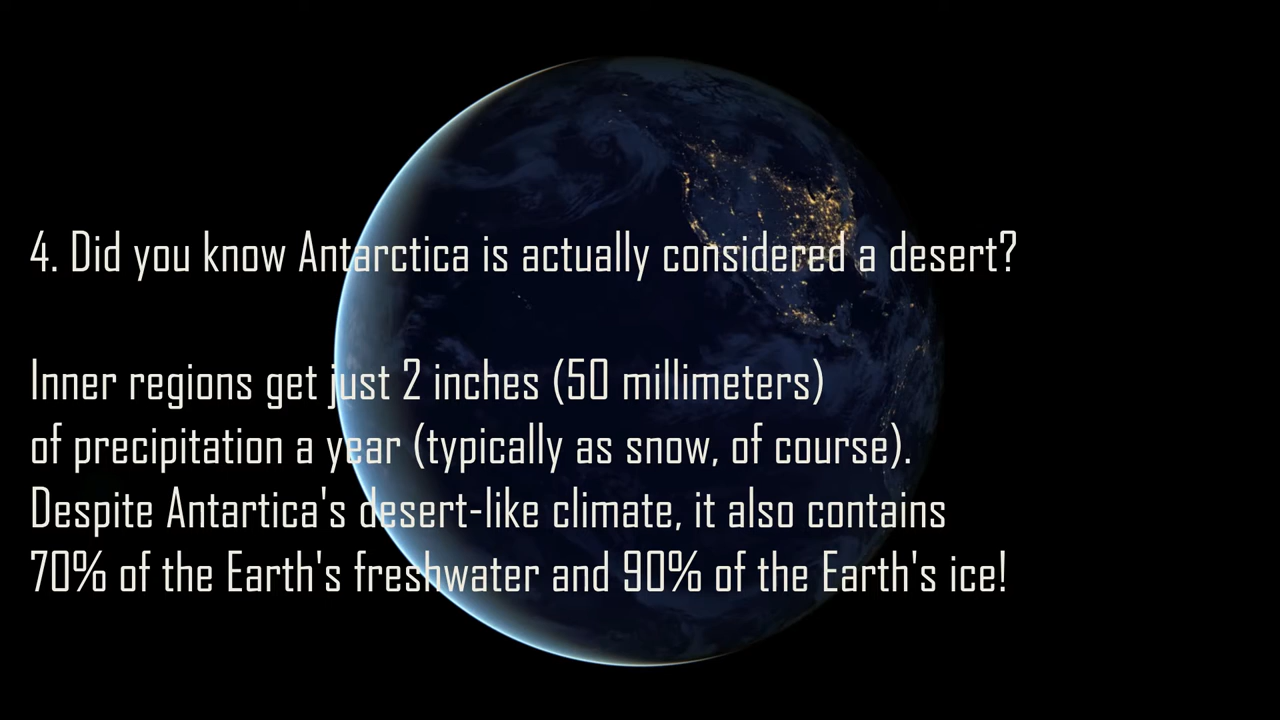 4. Did you know Antarctica is actually considered a desert?
Inner regions get just 2 inches (50 millimeters)
of precipitation a year (typically as snow, of course).
Despite Antartica's desert-like climate, it also contains
70% of the Earth's freshwater and 90% of the Earth's ice!